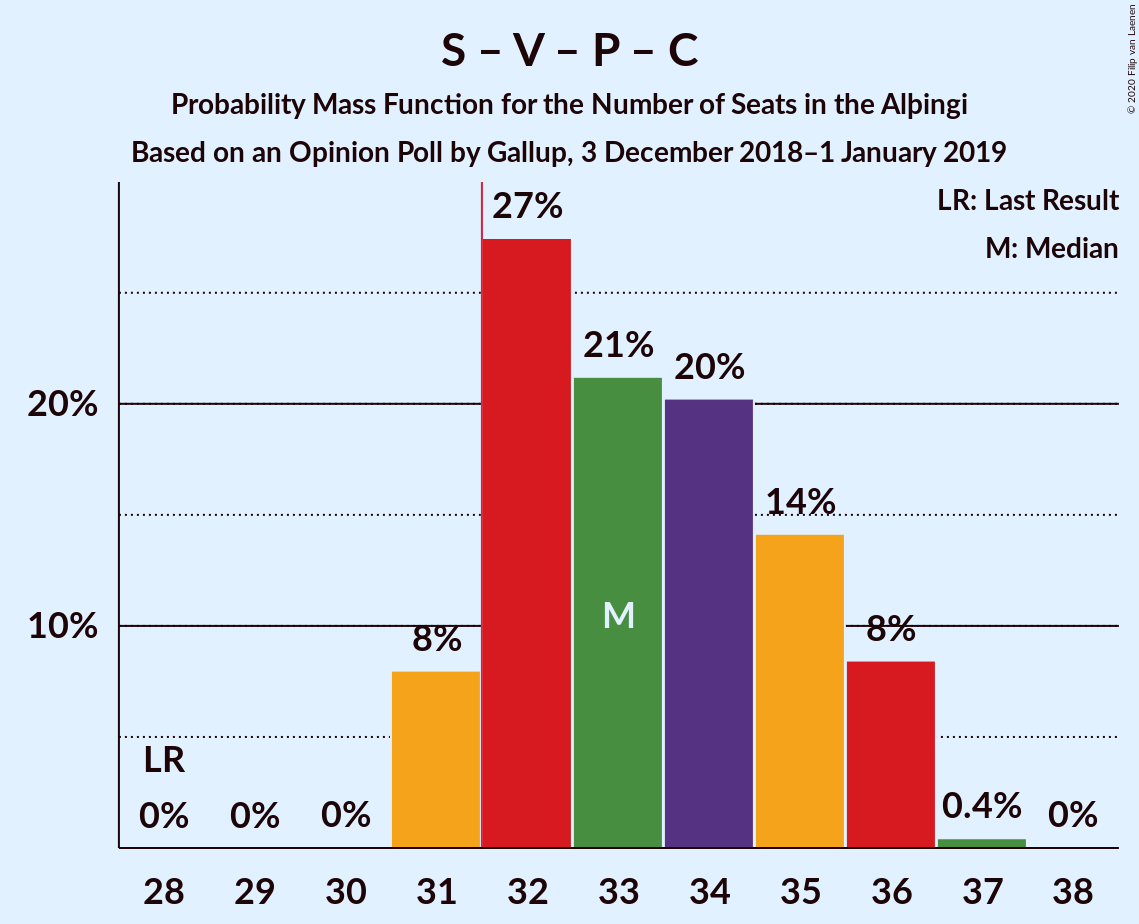 S – V – P – C
Probability Mass Function for the Number of Seats in the Alþingi
Based on an Opinion Poll by Gallup, 3 December 2018–1 January 2019
© 2020 Filip van Laenen
LR: Last Result
M: Median
27%
21%
20%
20%
14%
10%
8%
8%
M
LR
0%
0%
0%
0.4%
0%
28 29 30 31 32 33 34 35 36 37 38